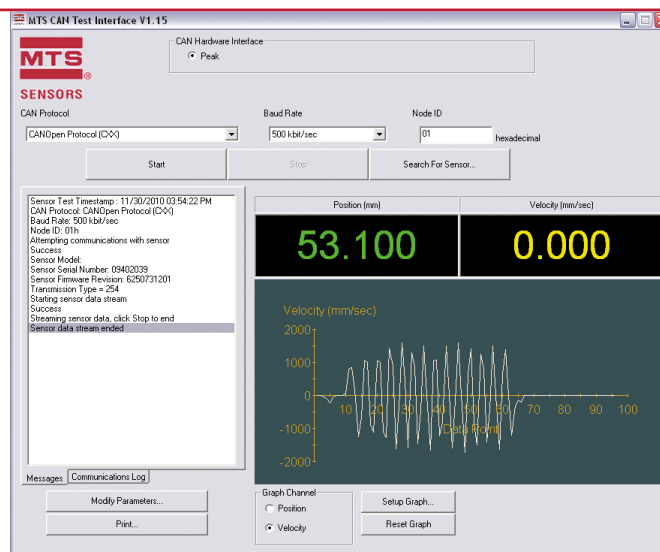 MTS CAN Test Interface V1.15
MTS
®
SENSORS
CAN Hardware Interface
Peak
CAN Protocol
Baud Rate
Node ID
CANOpen Protocol (CXX)
500 kbit/sec
01
hexadecimal
Start
Stop
Search For Sensor...
Sensor Test Timestamp : 11/30/2010 03:54:22 PM
CAN Protocol: CANOpen Protocol (CXX)
Baud Rate: 500 kbit/sec
Node ID: 01h
Attempting communications with sensor
Success
Sensor Model:
Sensor Serial Number: 09402039
Sensor Firmware Revision: 6250731201
Transmission Type = 254
Starting sensor data stream
Success
Streaming sensor data, click Stop to end
Sensor data stream ended
Messages
Communications Log
Position (mm)
Velocity (mm/sec)
53.100
0.000
Velocity (mm/sec)
2000
1000
0
-1000
-2000
10 20 30 40 50 60 70 80 90 100
Data Point
Modify Parameters...
Print...
Graph Channel
Position
Velocity
Setup Graph...
Reset Graph